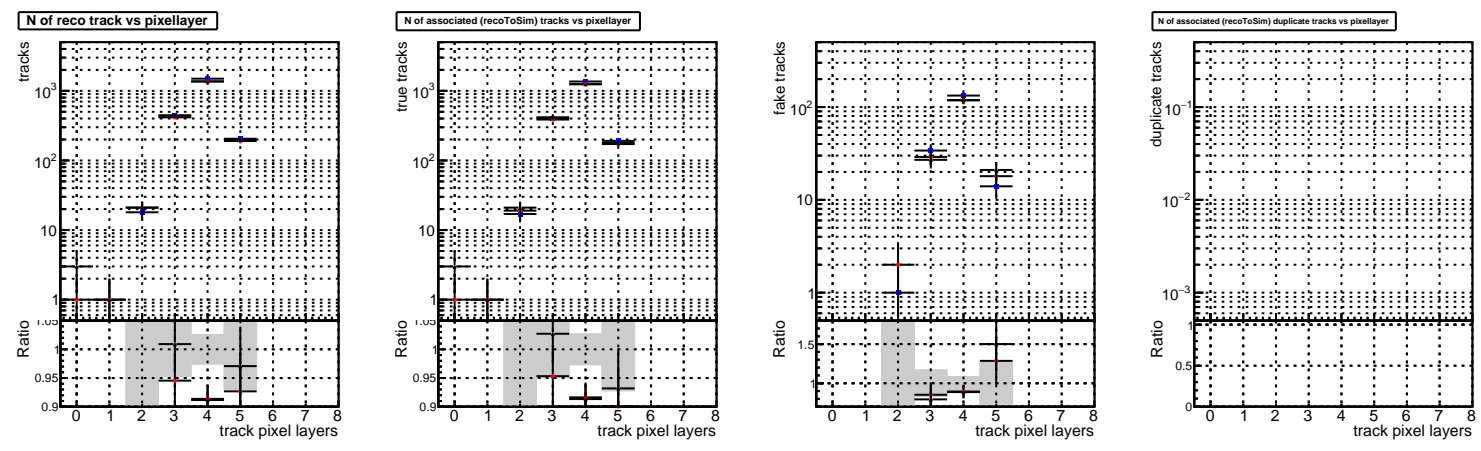 N of reco track vs pixellayer
tracks
10³
10²
10
1
Ratio
1.05
1
0.95
0.9
0 1 2 3 4 5 6 7 8
track pixel layers
N of associated (recoToSim) tracks vs pixellayer
true tracks
10³
10²
10
1
Ratio
1.05
1
0.95
0.9
0 1 2 3 4 5 6 7 8
track pixel layers
fake tracks
10²
10
1
Ratio
1.5
1
0 1 2 3 4 5 6 7 8
track pixel layers
N of associated (recoToSim) duplicate tracks vs pixellayer
duplicate tracks
10⁻¹
10⁻²
10⁻³
Ratio
1
0.5
0
0 1 2 3 4 5 6 7 8
track pixel layers